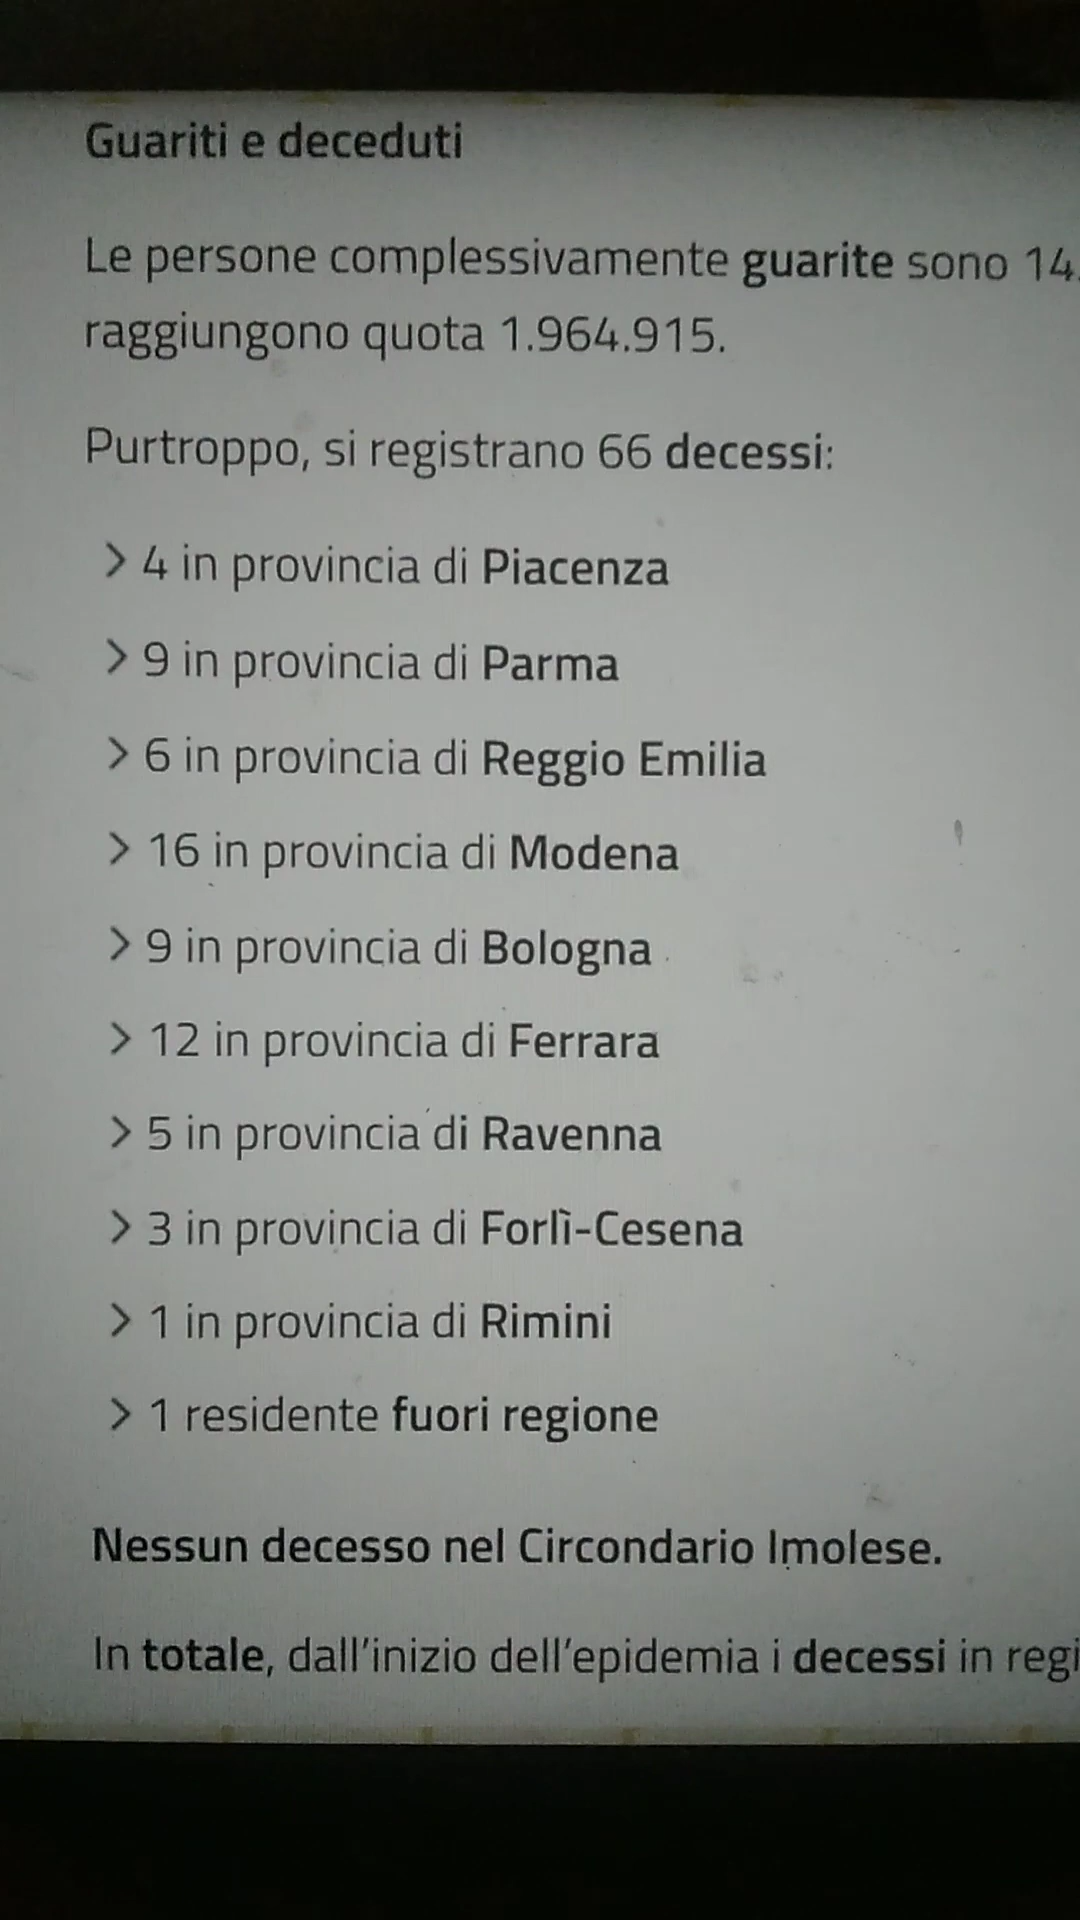 Guariti e deceduti
Le persone complessivamente guarite sono 14.
raggiungono quota 1.964.915.
Purtroppo, si registrano 66 decessi:
> 4 in provincia di Piacenza
> 9 in provincia di Parma
> 6 in provincia di Reggio Emilia
> 16 in provincia di Modena
> 9 in provincia di Bologna
> 12 in provincia di Ferrara
> 5 in provincia di Ravenna
> 3 in provincia di Forlì-Cesena
> 1 in provincia di Rimini
> 1 residente fuori regione
Nessun decesso nel Circondario Imolese.
In totale, dall'inizio dell'epidemia i decessi in regi